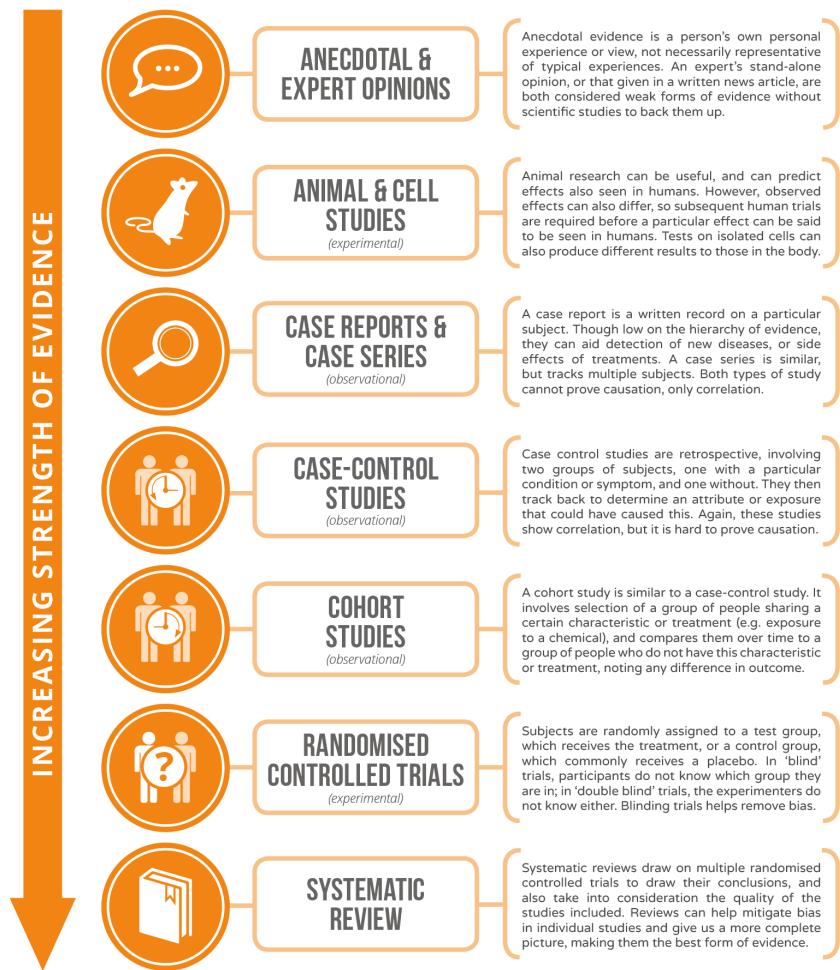 INCREASING STRENGTH OF EVIDENCE
ANECDOTAL &
EXPERT OPINIONS
Anecdotal evidence is a person's own personal
experience or view, not necessarily representative
of typical experiences. An expert's stand-alone
opinion, or that given in a written news article, are
both considered weak forms of evidence without
scientific studies to back them up.
ANIMAL & CELL
STUDIES
(experimental)
Animal research can be useful, and can predict
effects also seen in humans. However, observed
effects can also differ, so subsequent human trials
are required before a particular effect can be said
to be seen in humans. Tests on isolated cells can
also produce different results to those in the body.
CASE REPORTS &
CASE SERIES
(observational)
A case report is a written record on a particular
subject. Though low on the hierarchy of evidence,
they can aid detection of new diseases, or side
effects of treatments. A case series is similar,
but tracks multiple subjects. Both types of study
cannot prove causation, only correlation.
CASE-CONTROL
STUDIES
(observational)
Case control studies are retrospective, involving
two groups of subjects, one with a particular
condition or symptom, and one without. They then
track back to determine an attribute or exposure
that could have caused this. Again, these studies
show correlation, but it is hard to prove causation.
COHORT
STUDIES
(observational)
A cohort study is similar to a case-control study. It
involves selection of a group of people sharing a
certain characteristic or treatment (e.g. exposure
to a chemical), and compares them over time to a
group of people who do not have this characteristic
or treatment, noting any difference in outcome.
RANDOMISED
CONTROLLED TRIALS
(experimental)
Subjects are randomly assigned to a test group,
which receives the treatment, or a control group,
which commonly receives a placebo. In 'blind'
trials, participants do not know which group they
are in; in 'double blind' trials, the experimenters do
not know either. Blinding trials helps remove bias.
SYSTEMATIC
REVIEW
Systematic reviews draw on multiple randomised
controlled trials to draw their conclusions, and
also take into consideration the quality of the
studies included. Reviews can help mitigate bias
in individual studies and give us a more complete
picture, making them the best form of evidence.